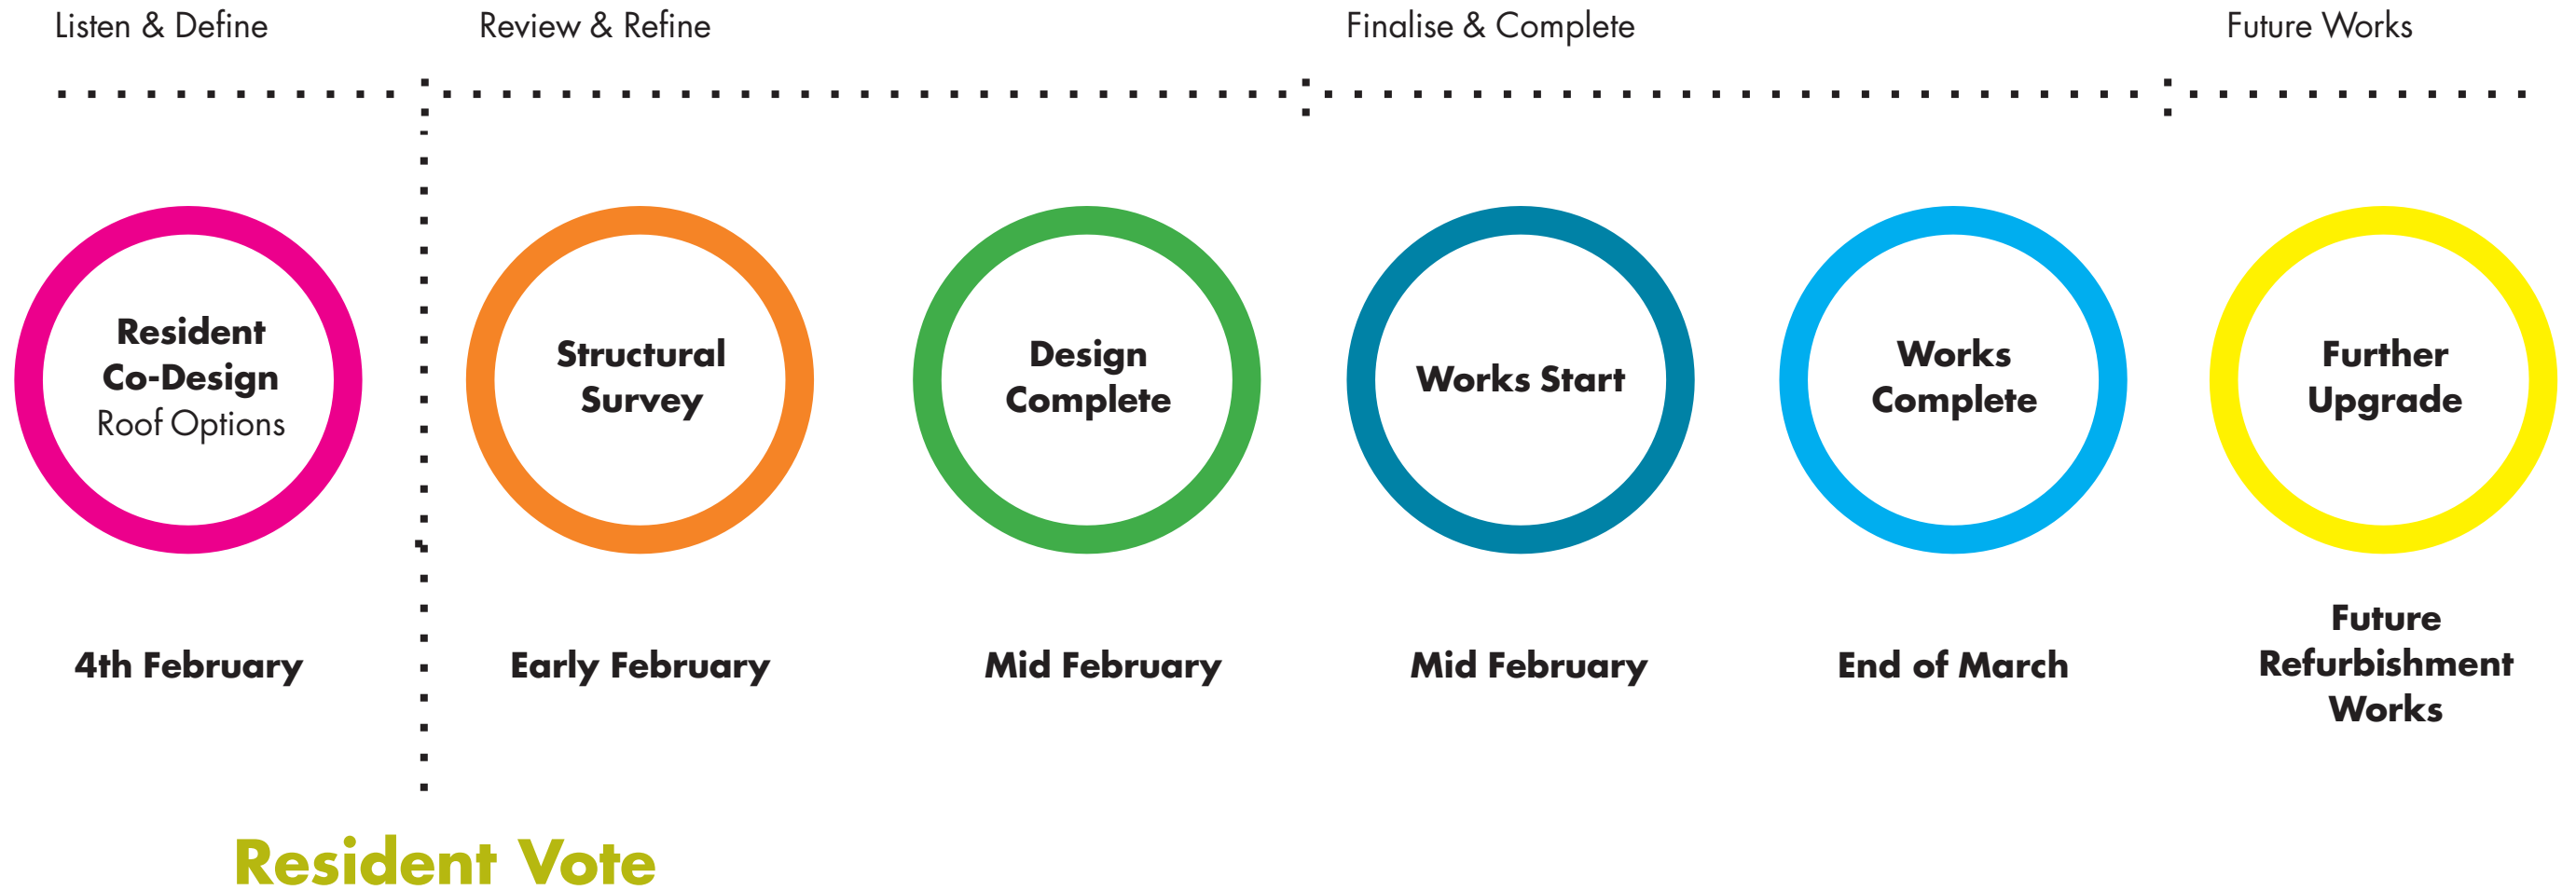 Listen & Define
Review & Refine
Finalise & Complete
Future Works
Resident
Co-Design
Roof Options
Structural
Survey
Design
Complete
Works Start
Works
Complete
Further
Upgrade
4th February
Early February
Mid February
Mid February
End of March
Future
Refurbishment
Works
Resident Vote